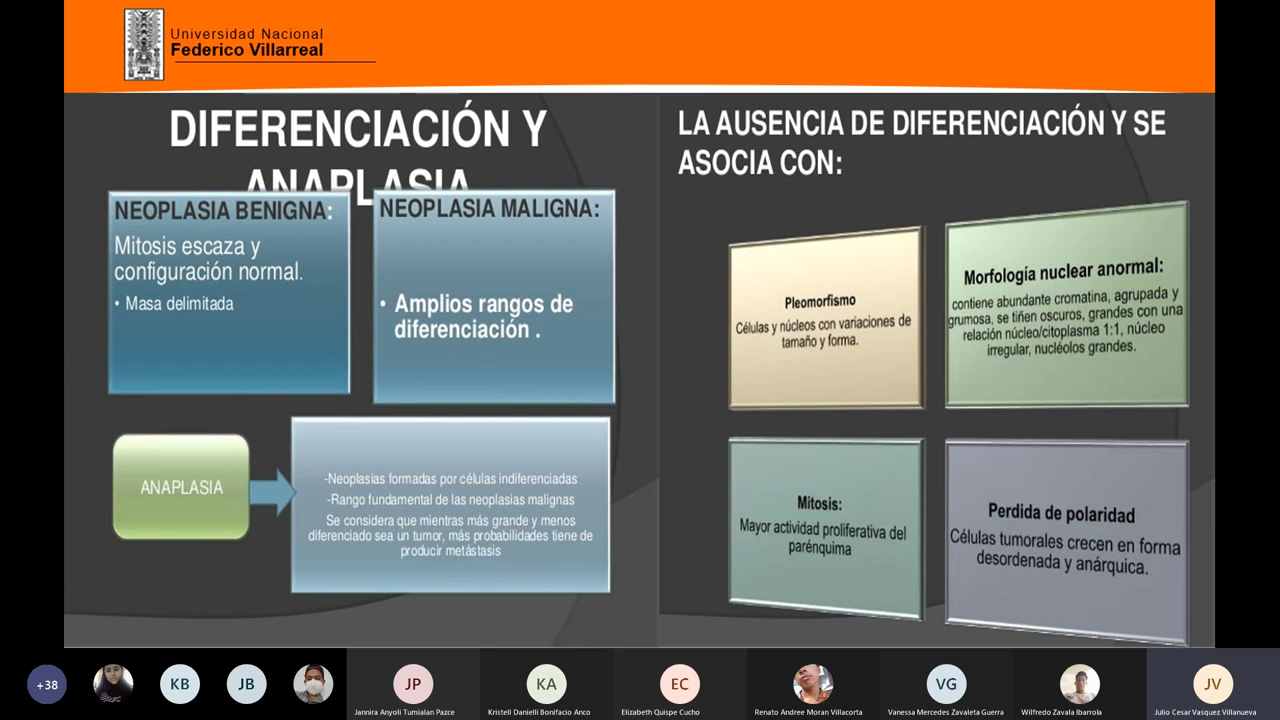 Universidad Nacional
Federico Villarreal
DIFERENCIACIÓN Y
ANAPLASIA
NEOPLASIA BENIGNA:
Mitosis escaza y
configuración normal.
• Masa delimitada
NEOPLASIA MALIGNA:
• Amplios rangos de
diferenciación .
ANAPLASIA
-Neoplasias formadas por células indiferenciadas
-Rango fundamental de las neoplasias malignas
Se considera que mientras más grande y menos
diferenciado sea un tumor, más probabilidades tiene de
producir metástasis
LA AUSENCIA DE DIFERENCIACIÓN Y SE
ASOCIA CON:
Pleomorfismo
Células y núcleos con variaciones de
tamaño y forma.
Morfología nuclear anormal:
contiene abundante cromatina, agrupada y
grumosa, se tiñen oscuros, grandes con una
relación núcleo/citoplasma 1:1, núcleo
irregular, nucléolos grandes.
Mitosis:
Mayor actividad proliferativa del
parénquima
Perdida de polaridad
Células tumorales crecen en forma
desordenada y anárquica.
+38
KB
JB
JP
Jannira Anyoli Tumialan Pazce
KA
Kristell Danielli Bonifacio Anco
EC
Elizabeth Quispe Cucho
Renato Andree Moran Villacorta
VG
Vanessa Mercedes Zavaleta Guerra
Wilfredo Zavala Ibarrola
JV
Julio Cesar Vasquez Villanueva